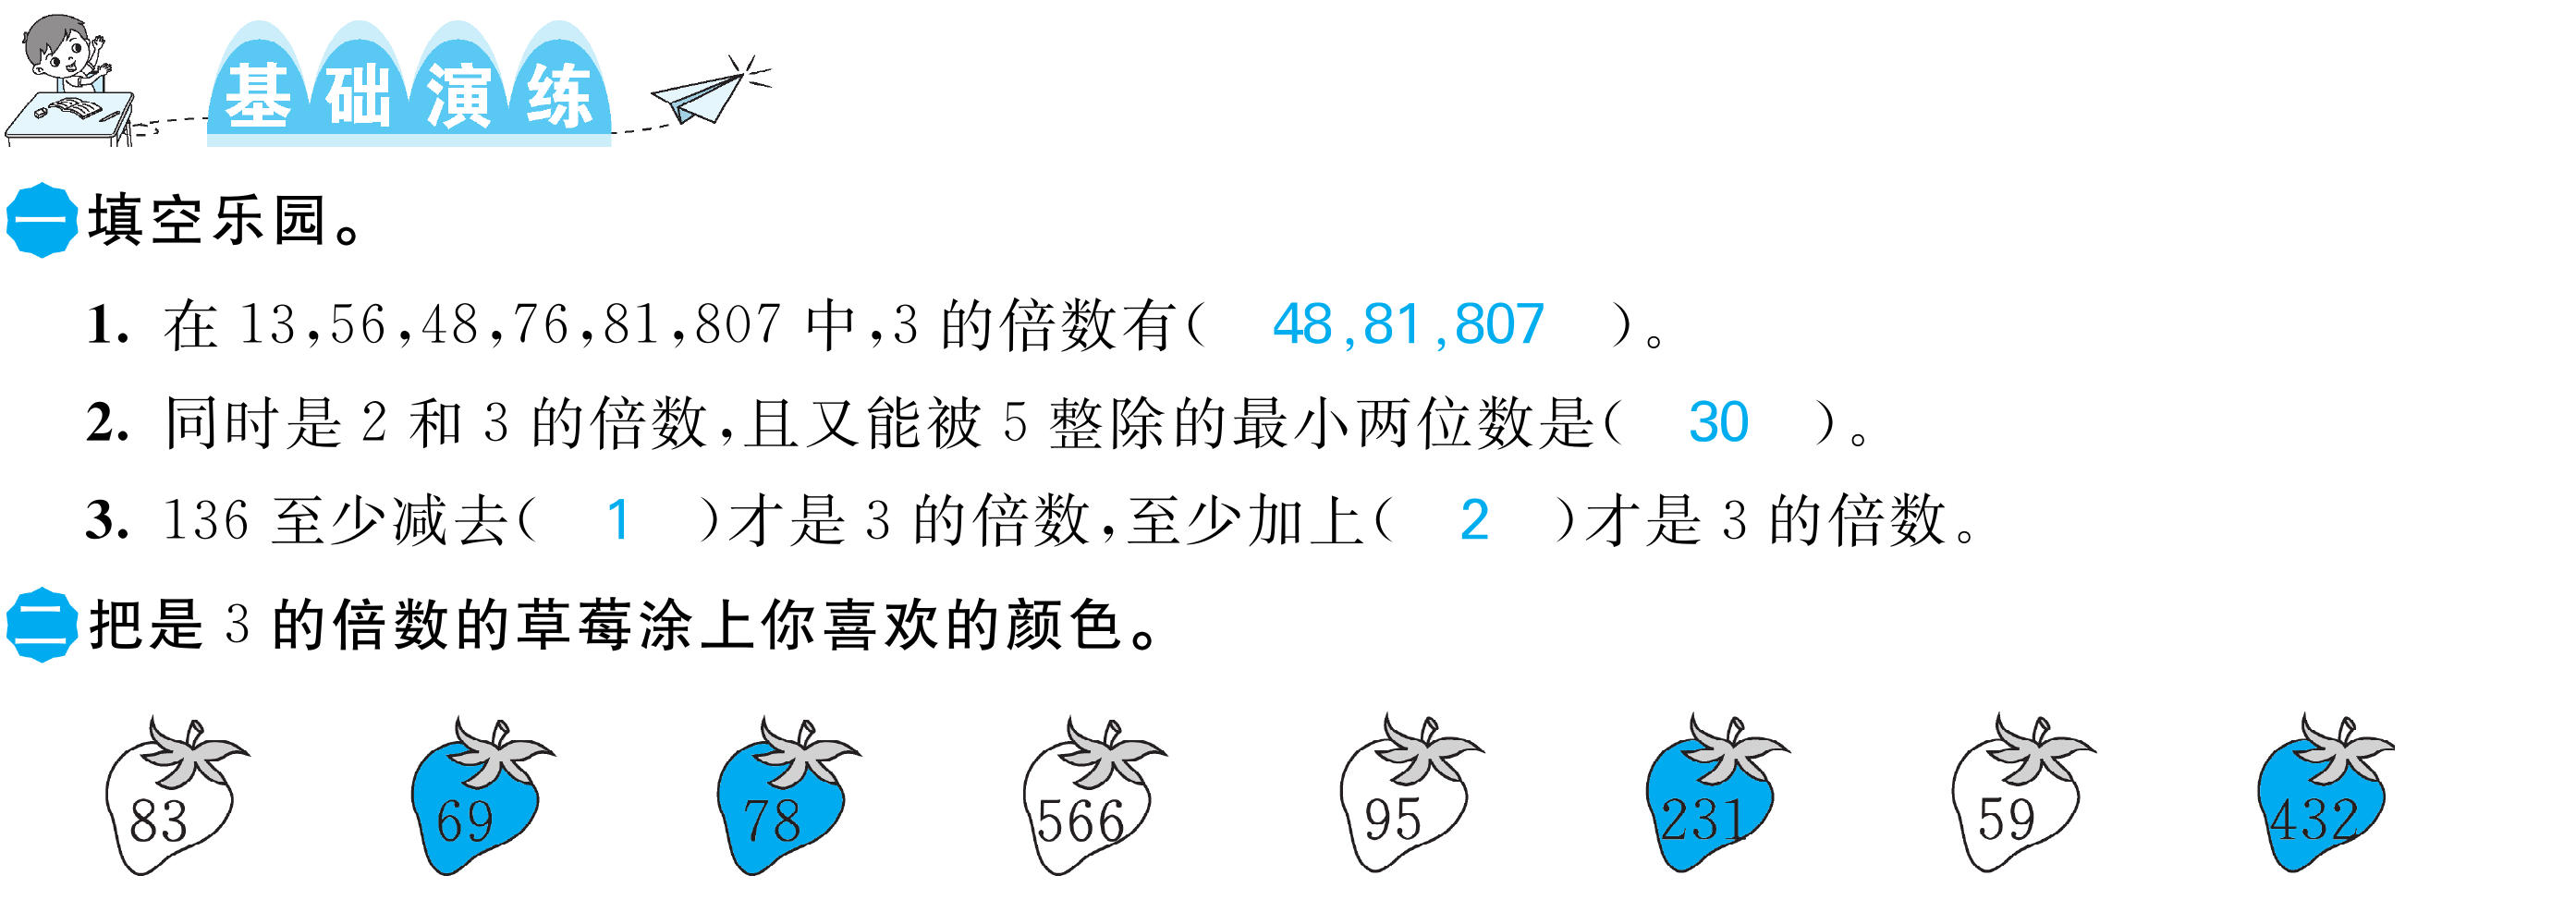 基础演练
一 填空乐园。
1. 在 13,56,48,76,81,807 中,3 的倍数有( 48,81,807 )。
2. 同时是 2 和 3 的倍数,且又能被 5 整除的最小两位数是( 30 )。
3. 136 至少减去( 1 )才是 3 的倍数,至少加上( 2 )才是 3 的倍数。
二 把是 3 的倍数的草莓涂上你喜欢的颜色。
83 69 78 566 95 231 59 432